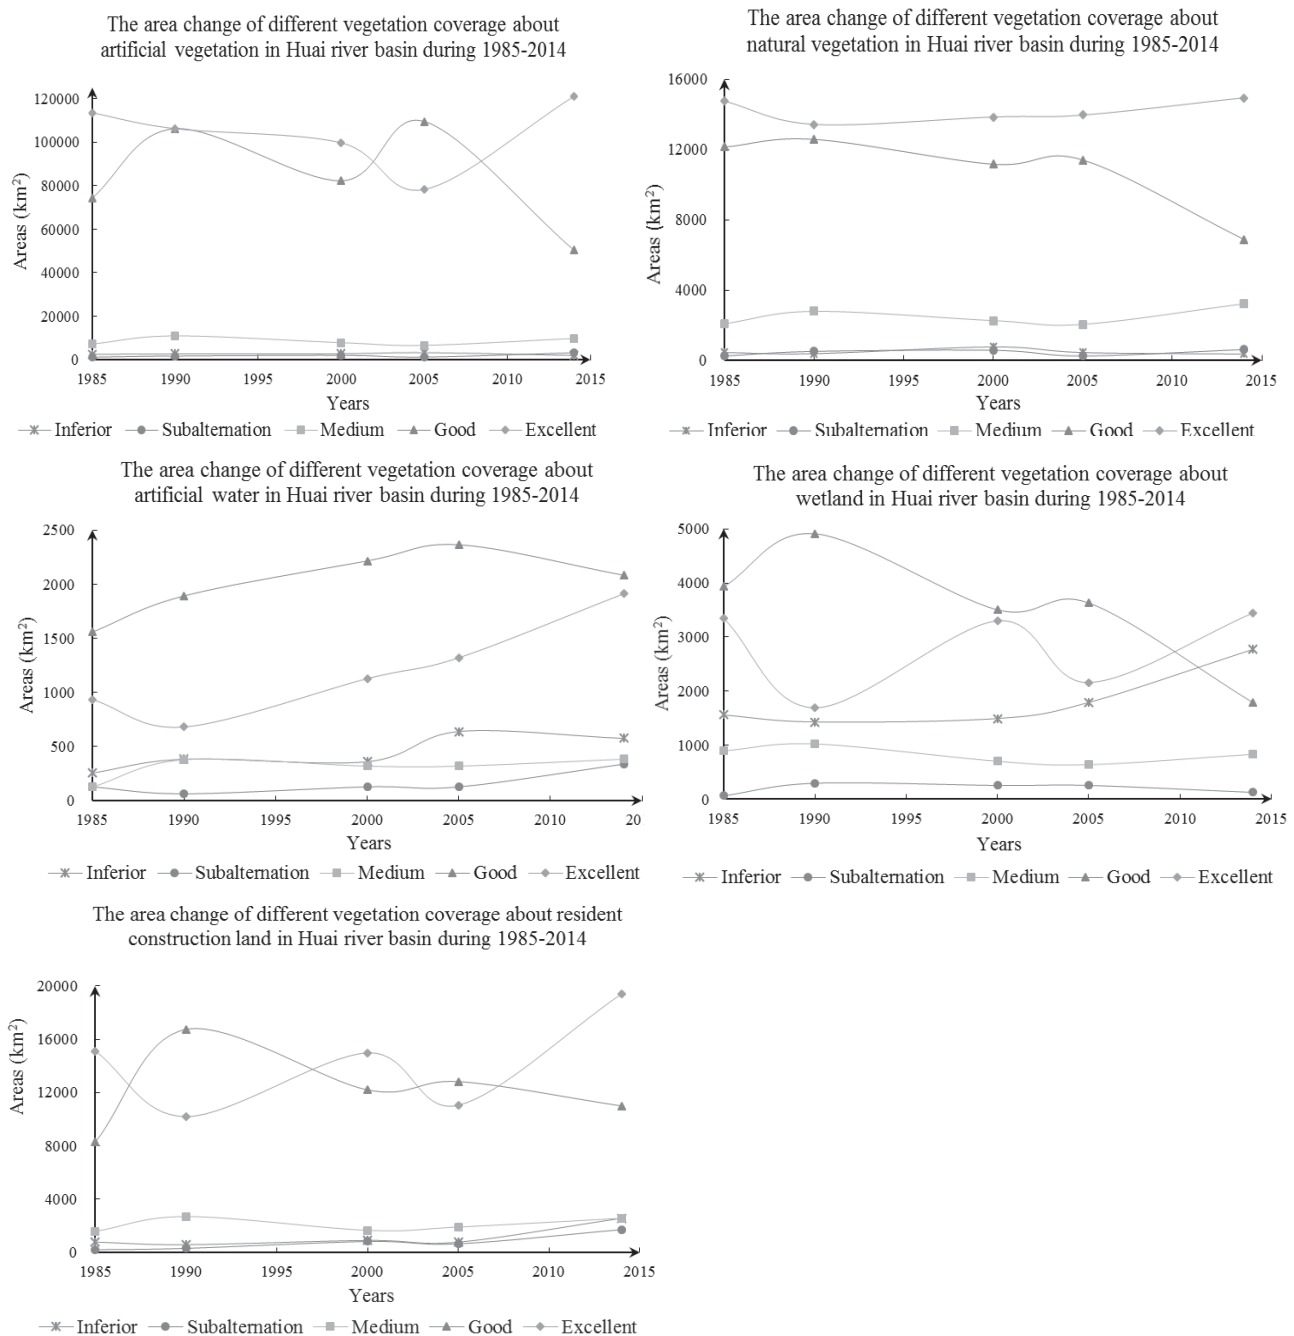 The area change of different vegetation coverage about
artificial vegetation in Huai river basin during 1985-2014
120000
100000
80000
60000
40000
20000
0
Areas (km²)
1985 1990 1995 2000 2005 2010 2015
Years
Inferior Subalternation Medium Good Excellent
The area change of different vegetation coverage about
natural vegetation in Huai river basin during 1985-2014
16000
12000
8000
4000
0
Areas (km²)
1985 1990 1995 2000 2005 2010 2015
Years
Inferior Subalternation Medium Good Excellent
The area change of different vegetation coverage about
artificial water in Huai river basin during 1985-2014
2500
2000
1500
1000
500
0
Areas (km²)
1985 1990 1995 2000 2005 2010 20
Years
Inferior Subalternation Medium Good Excellent
The area change of different vegetation coverage about
wetland in Huai river basin during 1985-2014
5000
4000
3000
2000
1000
0
Areas (km²)
1985 1990 1995 2000 2005 2010 2015
Years
Inferior Subalternation Medium Good Excellent
The area change of different vegetation coverage about resident
construction land in Huai river basin during 1985-2014
20000
16000
12000
8000
4000
0
Areas (km²)
1985 1990 1995 2000 2005 2010 2015
Years
Inferior Subalternation Medium Good Excellent